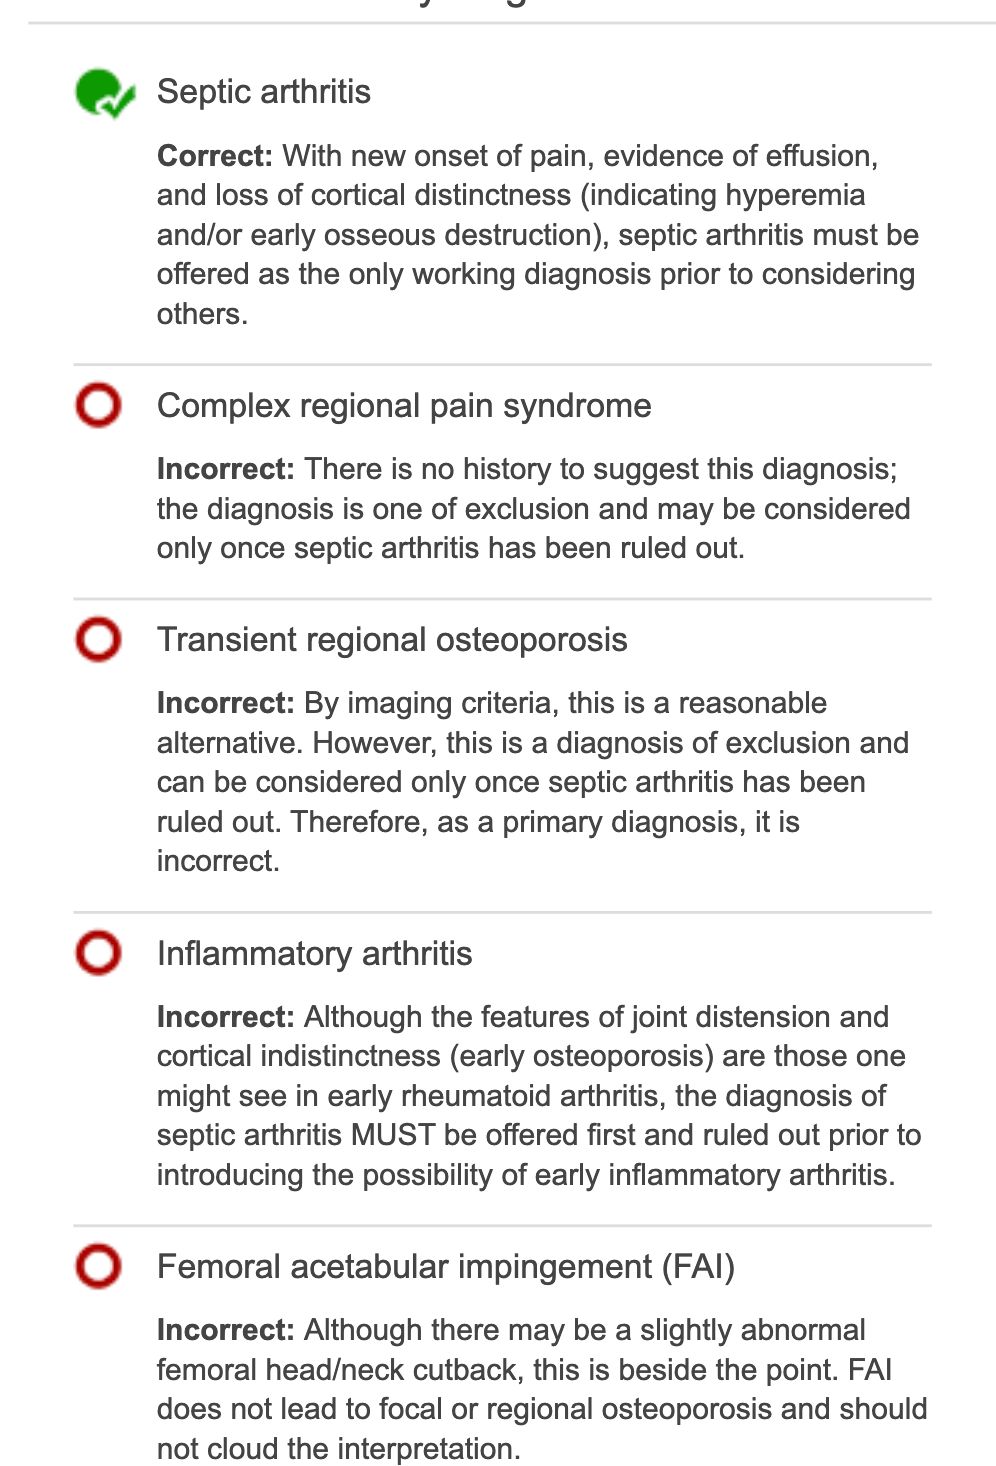 Septic arthritis
Correct: With new onset of pain, evidence of effusion,
and loss of cortical distinctness (indicating hyperemia
and/or early osseous destruction), septic arthritis must be
offered as the only working diagnosis prior to considering
others.
Complex regional pain syndrome
Incorrect: There is no history to suggest this diagnosis;
the diagnosis is one of exclusion and may be considered
only once septic arthritis has been ruled out.
Transient regional osteoporosis
Incorrect: By imaging criteria, this is a reasonable
alternative. However, this is a diagnosis of exclusion and
can be considered only once septic arthritis has been
ruled out. Therefore, as a primary diagnosis, it is
incorrect.
Inflammatory arthritis
Incorrect: Although the features of joint distension and
cortical indistinctness (early osteoporosis) are those one
might see in early rheumatoid arthritis, the diagnosis of
septic arthritis MUST be offered first and ruled out prior to
introducing the possibility of early inflammatory arthritis.
Femoral acetabular impingement (FAI)
Incorrect: Although there may be a slightly abnormal
femoral head/neck cutback, this is beside the point. FAI
does not lead to focal or regional osteoporosis and should
not cloud the interpretation.